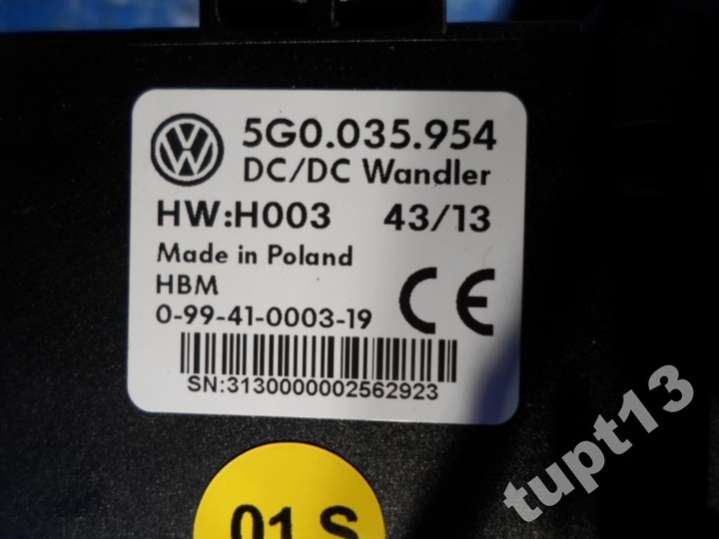 5G0.035.954
DC/DC Wandler
HW:H003 43/13
Made in Poland
HBM
0-99-41-0003-19
CE
SN:3130000002562923
01 S
tupt13